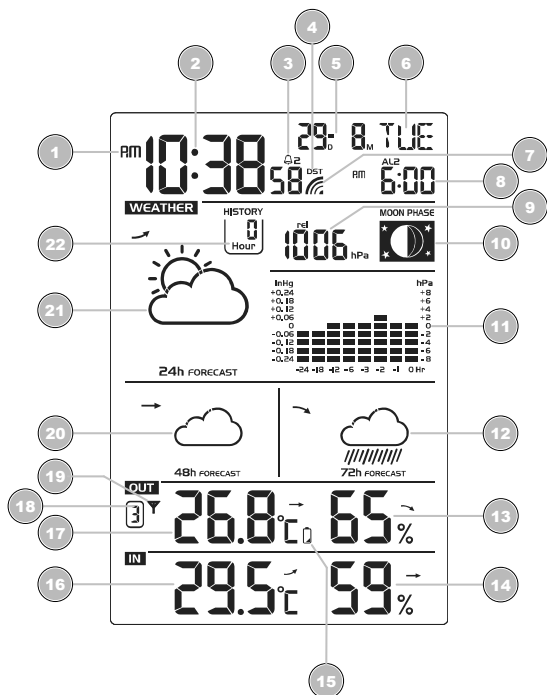 4
2 3 5 6
29 D 8 M TUE
1 AM 10:38 2 58 DST 7
AL2
AM 6:00 8
WEATHER
HISTORY
0
Hour
22
rel
1006 hPa 9
MOON PHASE
10
21
InHg hPa
+0.24 +8
+0.18 +6
+0.12 +4
+0.06 +2
0 0 11
-0.06 -2
-0.12 -4
-0.18 -6
-0.24 -8
-24 -18 -12 -6 -3 -2 -1 0 Hr
24h FORECAST
20 12
48h FORECAST 72h FORECAST
19
OUT
18 3
17 26.8°C 65 % 13
IN
16 29.5°C 59 % 14
15